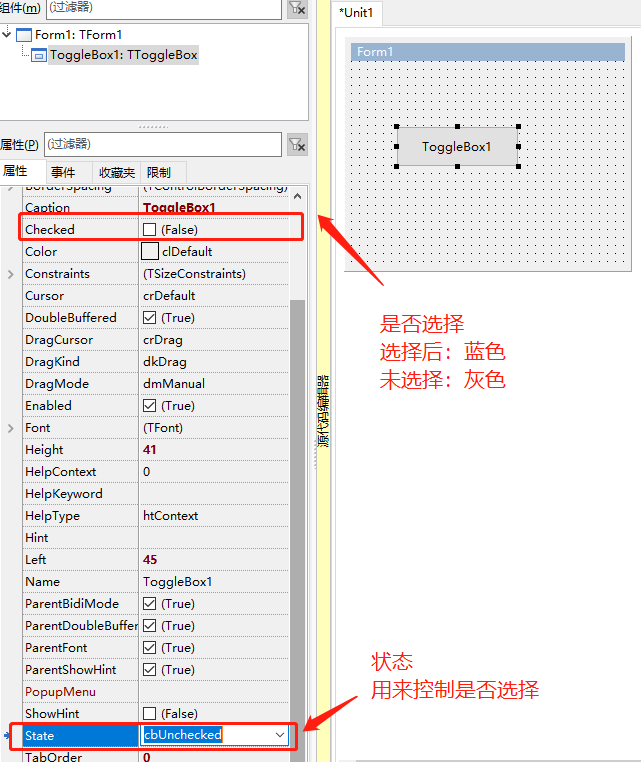 组件(m) (过滤器)
Form1: TForm1
ToggleBox1: TToggleBox
属性(P) (过滤器)
属性 事件 收藏夹 限制
BorderSpacing (TControlBorderSpacing)
Caption ToggleBox1
Checked (False)
Color clDefault
Constraints (TSizeConstraints)
Cursor crDefault
DoubleBuffered (True)
DragCursor crDrag
DragKind dkDrag
DragMode dmManual
Enabled (True)
Font (TFont)
Height 41
HelpContext 0
HelpKeyword
HelpType htContext
Hint
Left 45
Name ToggleBox1
ParentBidiMode (True)
ParentDoubleBuffer (True)
ParentFont (True)
ParentShowHint (True)
PopupMenu
ShowHint (False)
State cbUnchecked
TabOrder 0
源代码编辑器
*Unit1
Form1
ToggleBox1
是否选择
选择后：蓝色
未选择：灰色
状态
用来控制是否选择